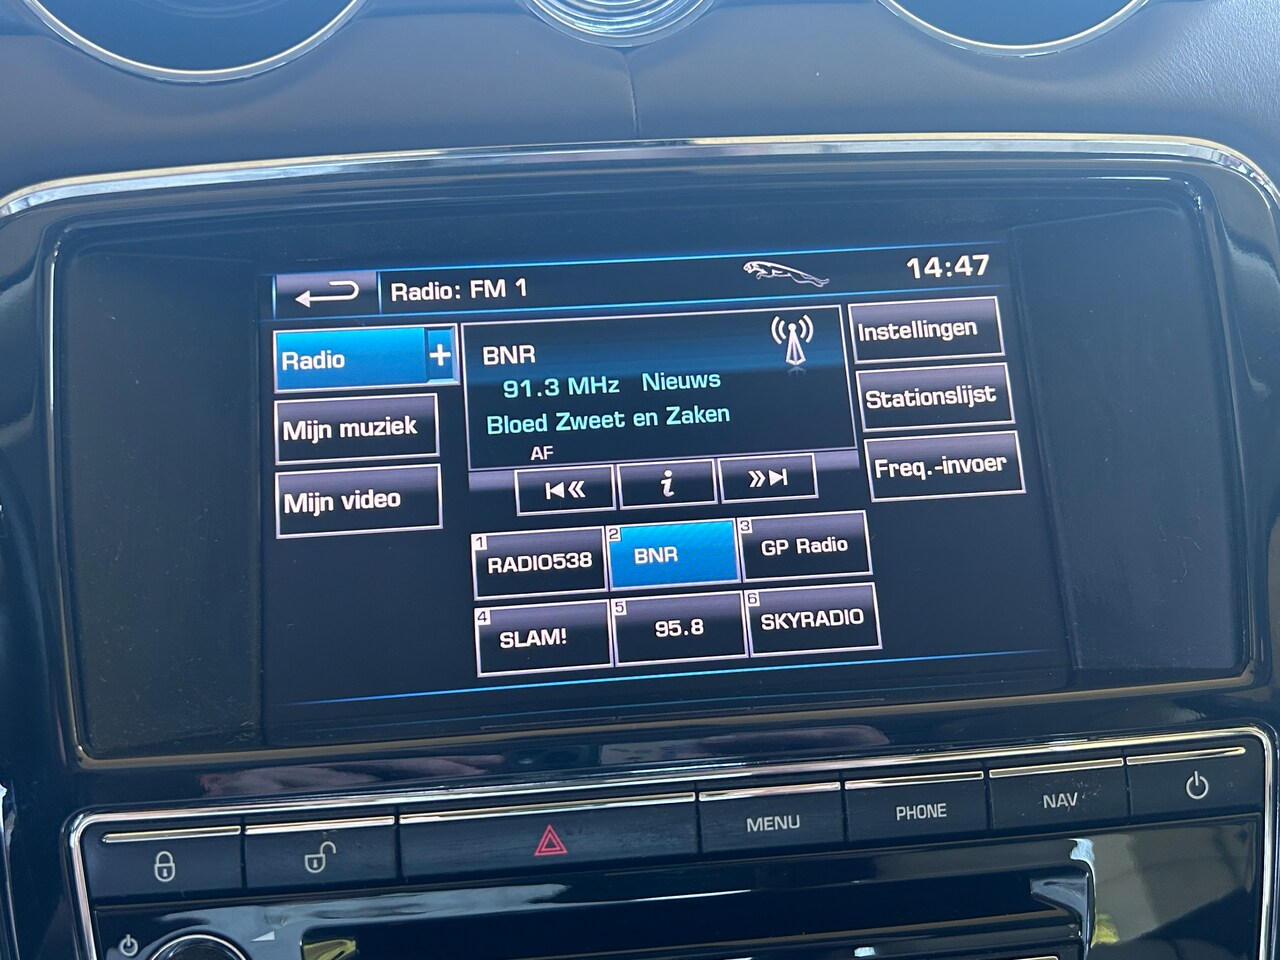 Radio: FM 1
14:47
Radio +
Mijn muziek
Mijn video
BNR
91.3 MHz Nieuws
Bloed Zweet en Zaken
AF
i
Instellingen
Stationslijst
Freq.-invoer
1 RADIO538
2 BNR
3 GP Radio
4 SLAM!
5 95.8
6 SKYRADIO
MENU
PHONE
NAV